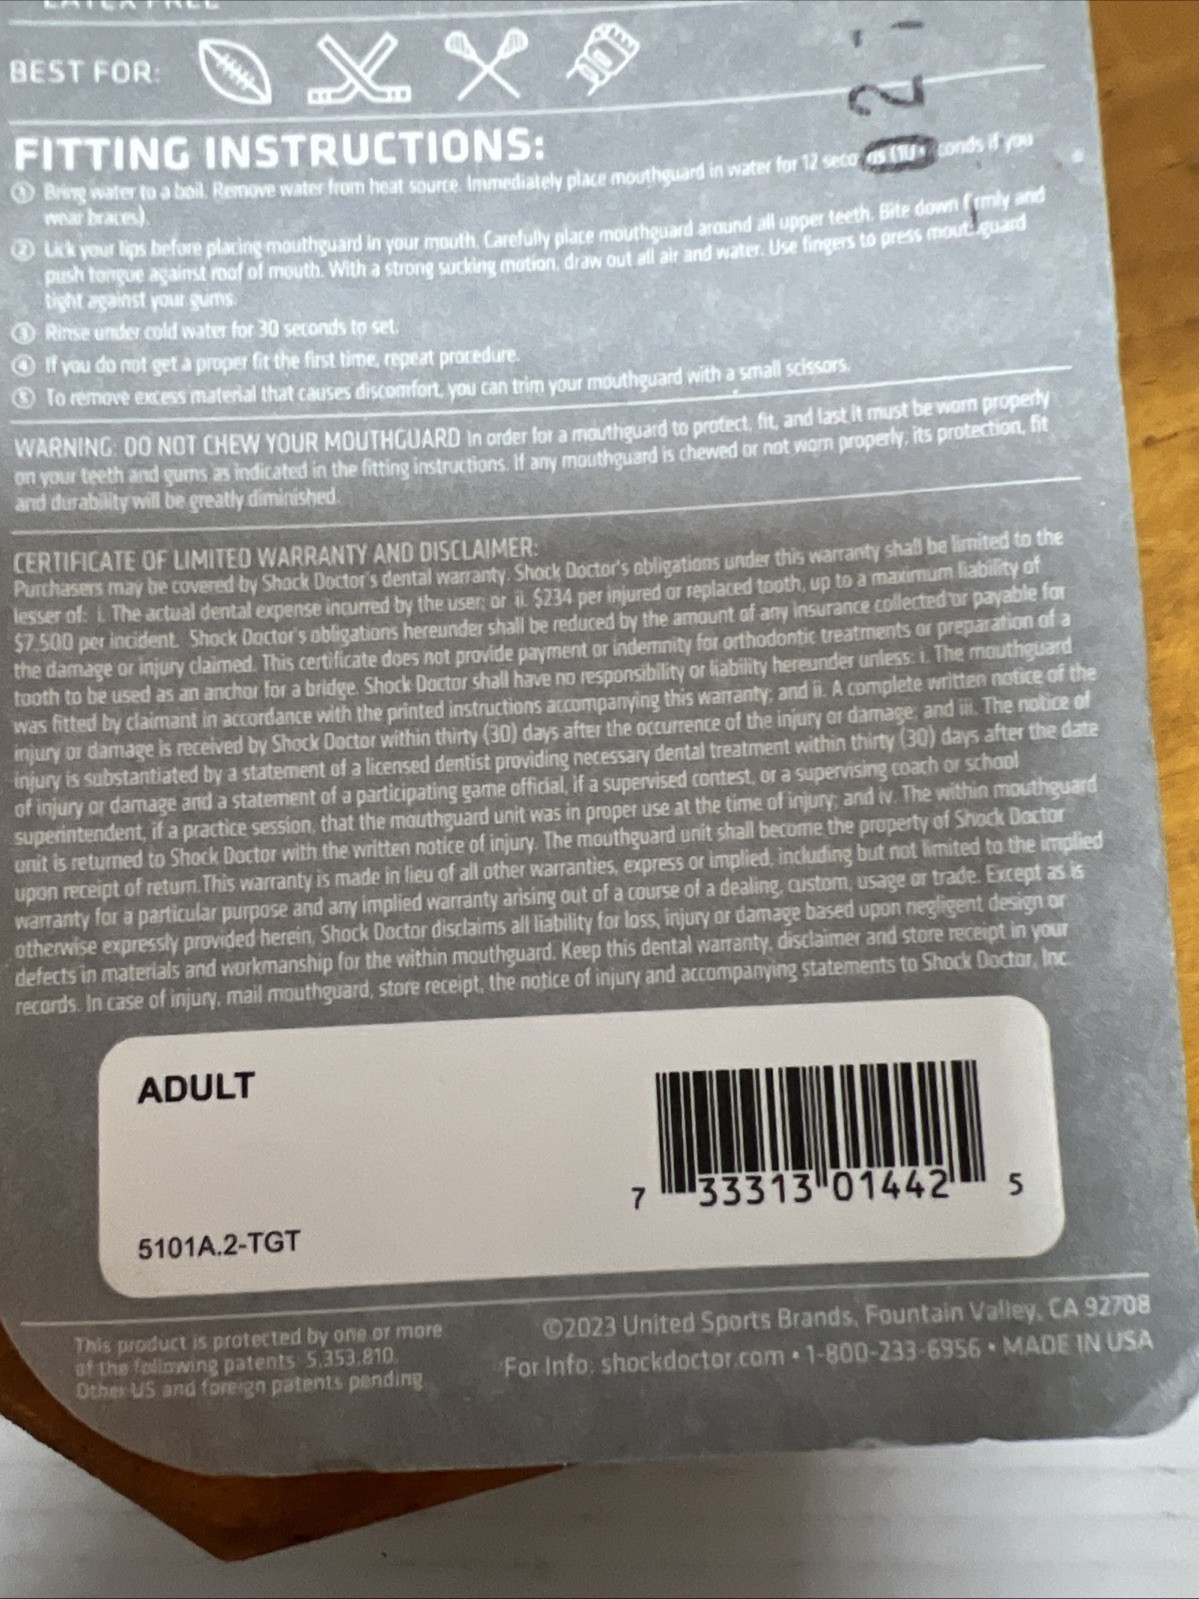 LATEX FREE
BEST FOR:
FITTING INSTRUCTIONS:
1 Bring water to a boil. Remove water from heat source. Immediately place mouthguard in water for 12 seco conds if you
wear braces).
2 Lick your lips before placing mouthguard in your mouth. Carefully place mouthguard around all upper teeth. Bite down firmly and
push tongue against roof of mouth. With a strong sucking motion, draw out all air and water. Use fingers to press mouthguard
tight against your gums.
3 Rinse under cold water for 30 seconds to set.
4 If you do not get a proper fit the first time, repeat procedure.
5 To remove excess material that causes discomfort, you can trim your mouthguard with a small scissors.
WARNING: DO NOT CHEW YOUR MOUTHGUARD In order for a mouthguard to protect, fit, and last it must be worn properly
on your teeth and gums as indicated in the fitting instructions. If any mouthguard is chewed or not worn properly, its protection, fit
and durability will be greatly diminished.
CERTIFICATE OF LIMITED WARRANTY AND DISCLAIMER:
Purchasers may be covered by Shock Doctor's dental warranty. Shock Doctor's obligations under this warranty shall be limited to the
lesser of: i. The actual dental expense incurred by the user; or ii. $234 per injured or replaced tooth, up to a maximum liability of
$7,500 per incident. Shock Doctor's obligations hereunder shall be reduced by the amount of any insurance collected or payable for
the damage or injury claimed. This certificate does not provide payment or indemnity for orthodontic treatments or preparation of a
tooth to be used as an anchor for a bridge. Shock Doctor shall have no responsibility or liability hereunder unless: i. The mouthguard
was fitted by claimant in accordance with the printed instructions accompanying this warranty; and ii. A complete written notice of the
injury or damage is received by Shock Doctor within thirty (30) days after the occurrence of the injury or damage; and iii. The notice of
injury is substantiated by a statement of a licensed dentist providing necessary dental treatment within thirty (30) days after the date
of injury or damage and a statement of a participating game official, if a supervised contest, or a supervising coach or school
superintendent, if a practice session, that the mouthguard unit was in proper use at the time of injury; and iv. The within mouthguard
unit is returned to Shock Doctor with the written notice of injury. The mouthguard unit shall become the property of Shock Doctor
upon receipt of return.This warranty is made in lieu of all other warranties, express or implied, including but not limited to the implied
warranty for a particular purpose and any implied warranty arising out of a course of a dealing, custom, usage or trade. Except as is
otherwise expressly provided herein, Shock Doctor disclaims all liability for loss, injury or damage based upon negligent design or
defects in materials and workmanship for the within mouthguard. Keep this dental warranty, disclaimer and store receipt in your
records. In case of injury, mail mouthguard, store receipt, the notice of injury and accompanying statements to Shock Doctor, Inc.
ADULT
7 33313 01442 5
5101A.2-TGT
This product is protected by one or more
of the following patents: 5,353,810.
Other US and foreign patents pending
©2023 United Sports Brands, Fountain Valley, CA 92708
For Info: shockdoctor.com • 1-800-233-6956 • MADE IN USA